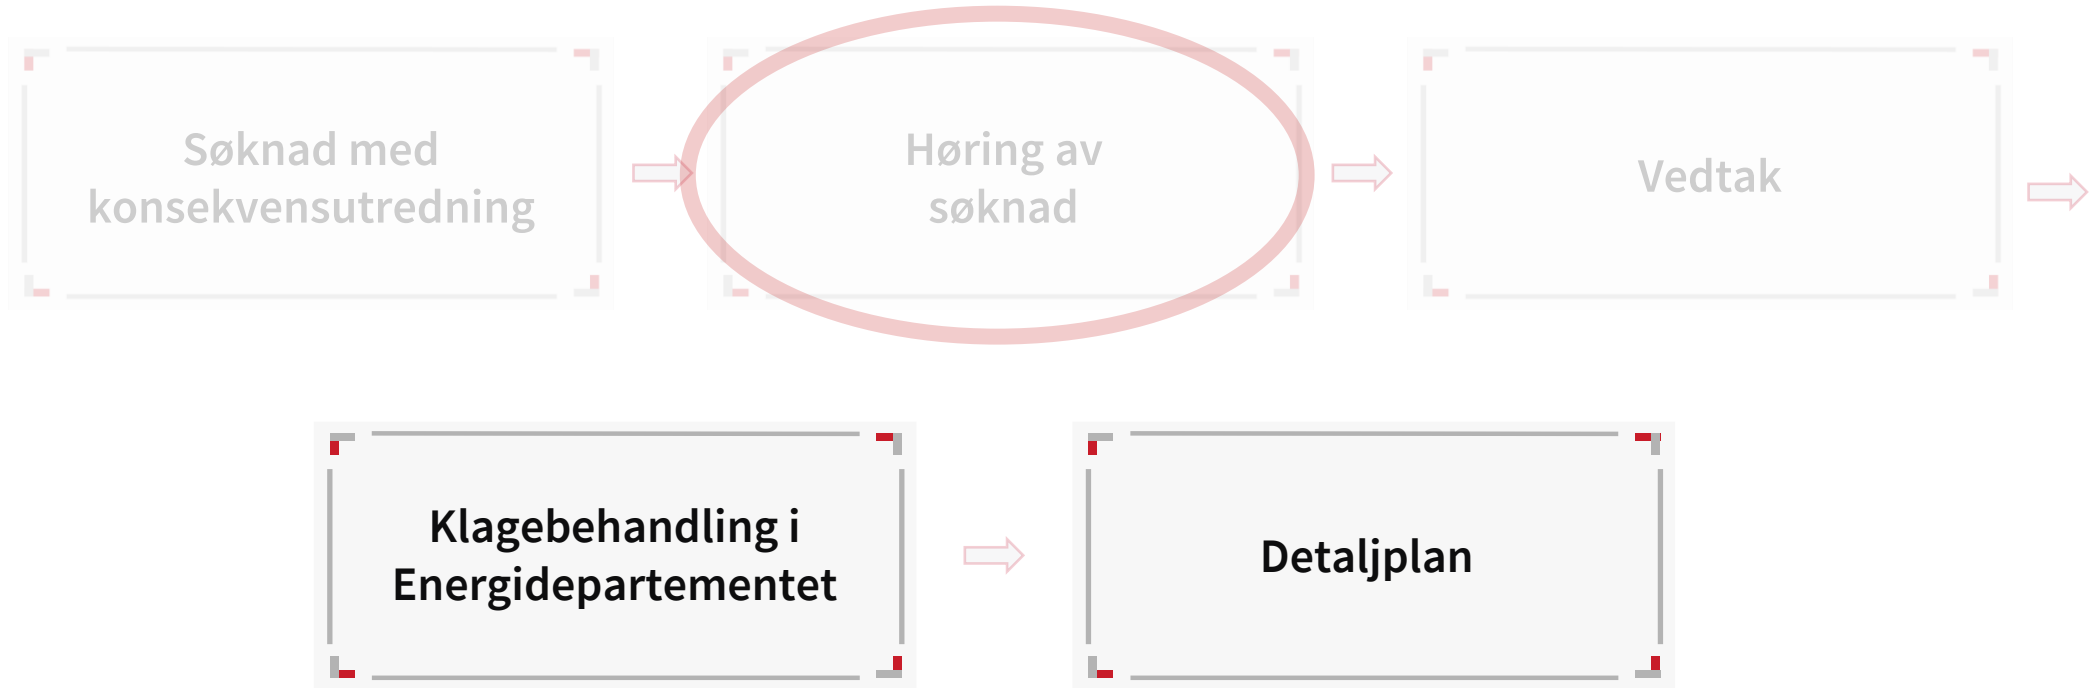 Søknad med
konsekvensutredning
Høring av
søknad
Vedtak
Klagebehandling i
Energidepartementet
Detaljplan